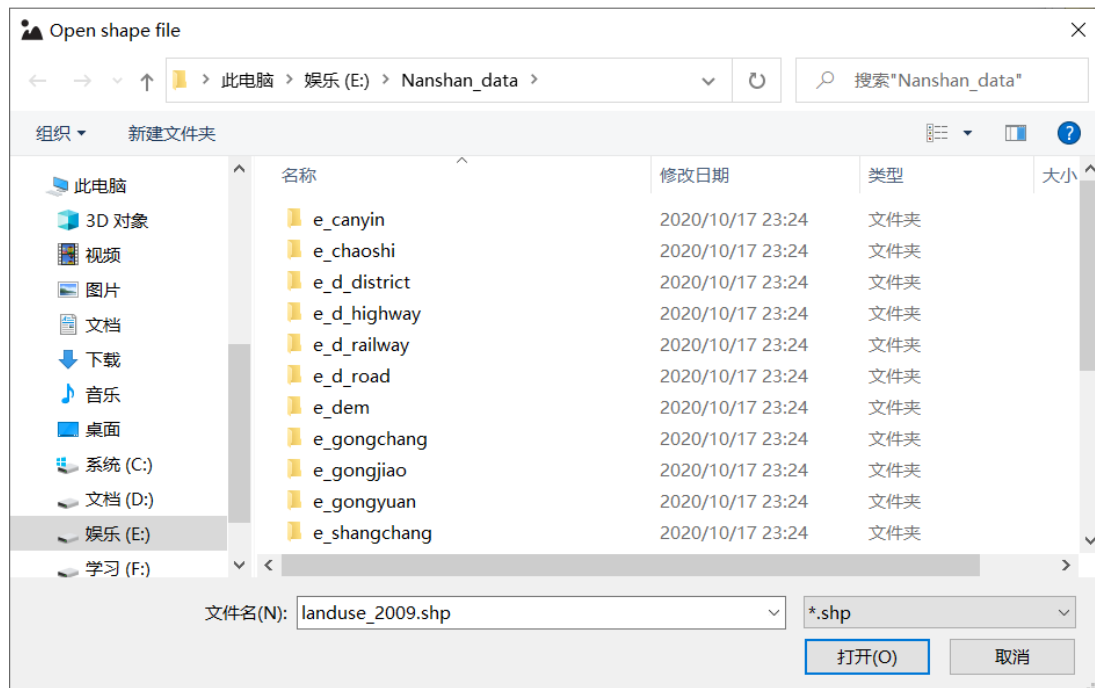 Open shape file
此电脑 > 娱乐 (E:) > Nanshan_data >
搜索"Nanshan_data"
组织 新建文件夹
名称 修改日期 类型 大小
此电脑
3D 对象
视频
图片
文档
下载
音乐
桌面
系统 (C:)
文档 (D:)
娱乐 (E:)
学习 (F:)
e_canyin 2020/10/17 23:24 文件夹
e_chaoshi 2020/10/17 23:24 文件夹
e_d_district 2020/10/17 23:24 文件夹
e_d_highway 2020/10/17 23:24 文件夹
e_d_railway 2020/10/17 23:24 文件夹
e_d_road 2020/10/17 23:24 文件夹
e_dem 2020/10/17 23:24 文件夹
e_gongchang 2020/10/17 23:24 文件夹
e_gongjiao 2020/10/17 23:24 文件夹
e_gongyuan 2020/10/17 23:24 文件夹
e_shangchang 2020/10/17 23:24 文件夹
文件名(N): landuse_2009.shp *.shp
打开(O) 取消